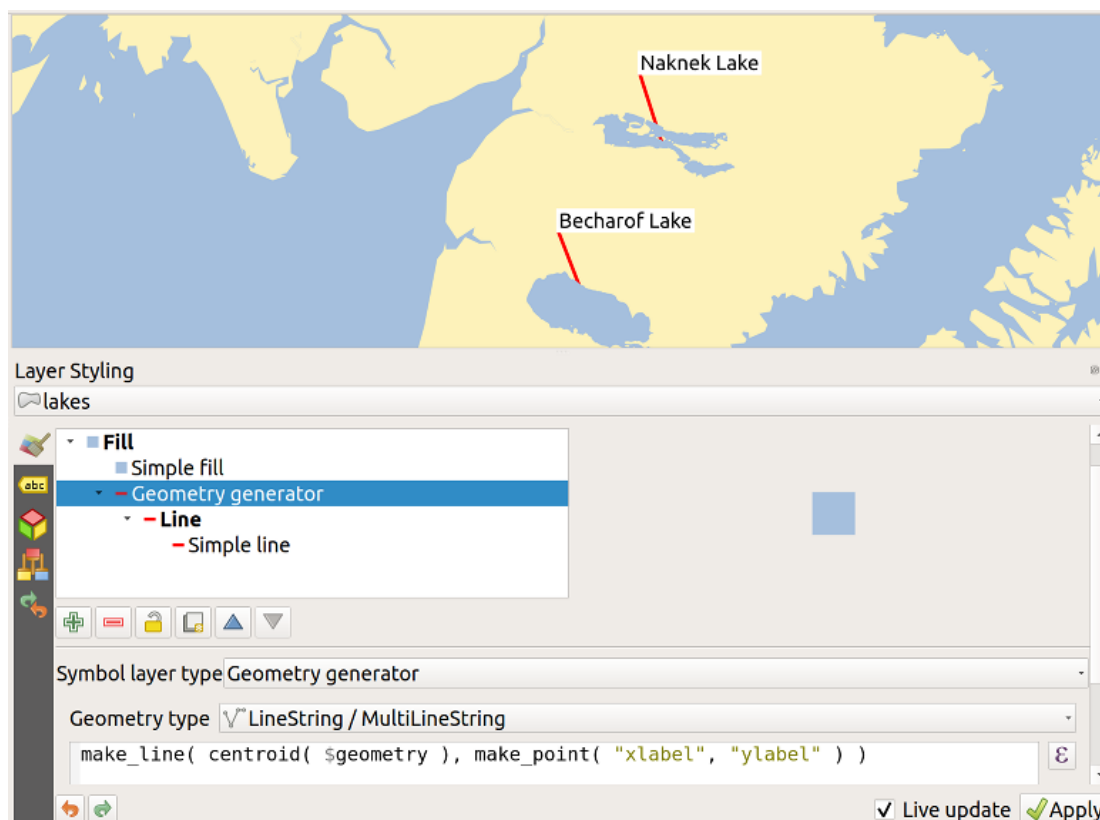 Naknek Lake
Becharof Lake
Layer Styling
lakes
Fill
Simple fill
abc
Geometry generator
Line
Simple line
Symbol layer type Geometry generator
Geometry type LineString / MultiLineString
make_line( centroid( $geometry ), make_point( "xlabel", "ylabel" ) ) ε
Live update Apply